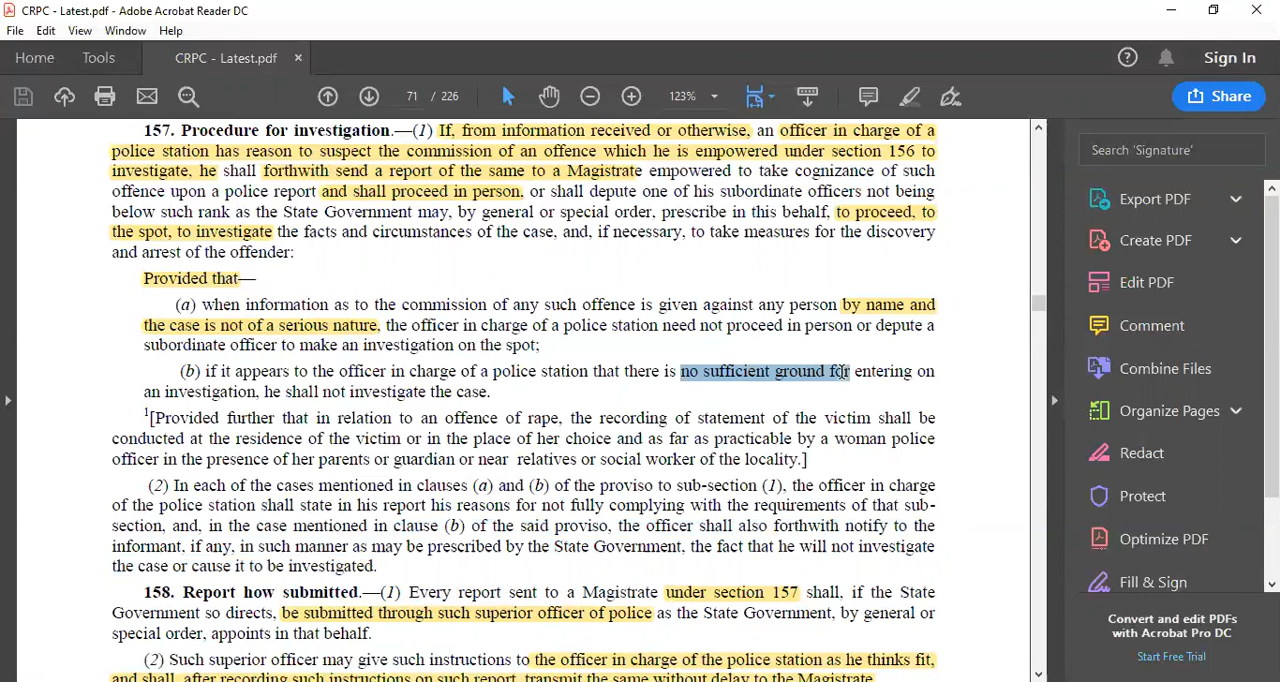 CRPC - Latest.pdf - Adobe Acrobat Reader DC
File Edit View Window Help
Home Tools CRPC - Latest.pdf × Sign In
71 / 226 123% Share
157. Procedure for investigation.—(1) If, from information received or otherwise, an officer in charge of a
police station has reason to suspect the commission of an offence which he is empowered under section 156 to
investigate, he shall forthwith send a report of the same to a Magistrate empowered to take cognizance of such
offence upon a police report and shall proceed in person, or shall depute one of his subordinate officers not being
below such rank as the State Government may, by general or special order, prescribe in this behalf, to proceed, to
the spot, to investigate the facts and circumstances of the case, and, if necessary, to take measures for the discovery
and arrest of the offender:
Provided that—
(a) when information as to the commission of any such offence is given against any person by name and
the case is not of a serious nature, the officer in charge of a police station need not proceed in person or depute a
subordinate officer to make an investigation on the spot;
(b) if it appears to the officer in charge of a police station that there is no sufficient ground for entering on
an investigation, he shall not investigate the case.
1[Provided further that in relation to an offence of rape, the recording of statement of the victim shall be
conducted at the residence of the victim or in the place of her choice and as far as practicable by a woman police
officer in the presence of her parents or guardian or near relatives or social worker of the locality.]
(2) In each of the cases mentioned in clauses (a) and (b) of the proviso to sub-section (1), the officer in charge
of the police station shall state in his report his reasons for not fully complying with the requirements of that sub-
section, and, in the case mentioned in clause (b) of the said proviso, the officer shall also forthwith notify to the
informant, if any, in such manner as may be prescribed by the State Government, the fact that he will not investigate
the case or cause it to be investigated.
158. Report how submitted.—(1) Every report sent to a Magistrate under section 157 shall, if the State
Government so directs, be submitted through such superior officer of police as the State Government, by general or
special order, appoints in that behalf.
(2) Such superior officer may give such instructions to the officer in charge of the police station as he thinks fit,
and shall, after recording such instructions on such report, transmit the same without delay to the Magistrate.
Search 'Signature'
Export PDF
Create PDF
Edit PDF
Comment
Combine Files
Organize Pages
Redact
Protect
Optimize PDF
Fill & Sign
Convert and edit PDFs
with Acrobat Pro DC
Start Free Trial